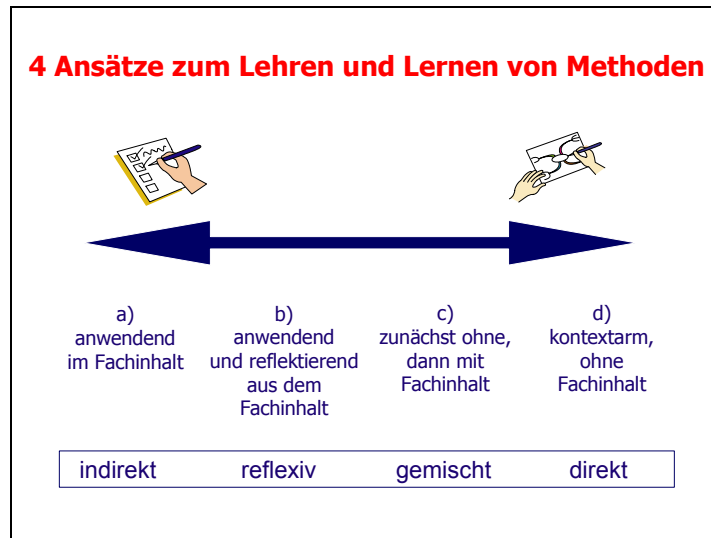 4 Ansätze zum Lehren und Lernen von Methoden
a)
anwendend
im Fachinhalt
b)
anwendend
und reflektierend
aus dem
Fachinhalt
c)
zunächst ohne,
dann mit
Fachinhalt
d)
kontextarm,
ohne
Fachinhalt
indirekt reflexiv gemischt direkt